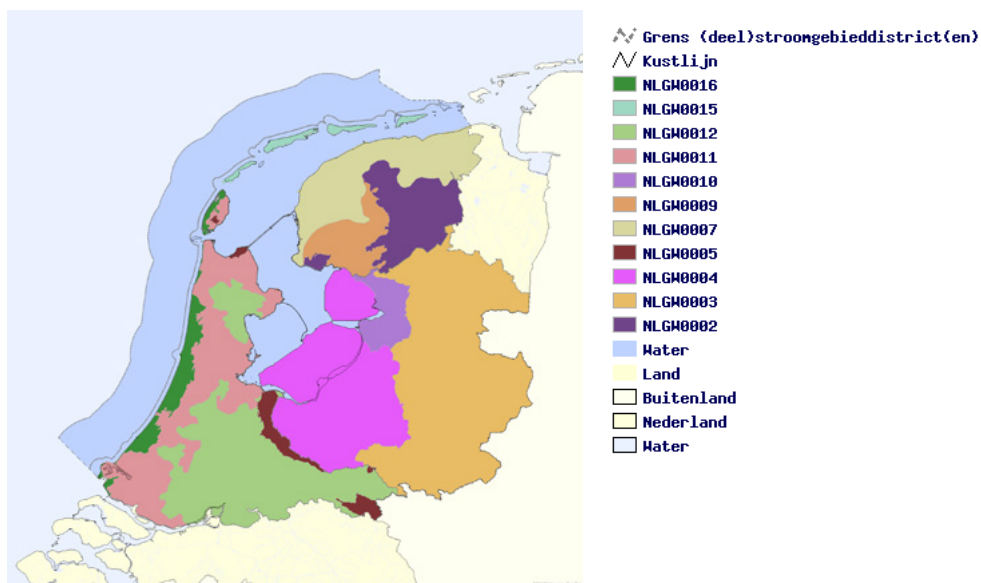 Grens (deel)stroomgebieddistrict(en)
Kustlijn
NLGW0016
NLGW0015
NLGW0012
NLGW0011
NLGW0010
NLGW0009
NLGW0007
NLGW0005
NLGW0004
NLGW0003
NLGW0002
Water
Land
Buitenland
Nederland
Water